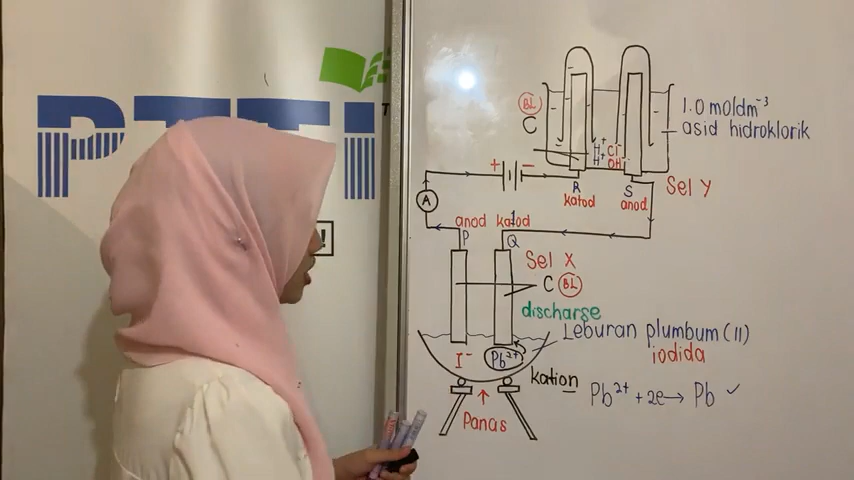 PTTI
T
!
BL
C
1.0 moldm⁻³
asid hidroklorik
H⁺ Cl⁻
H⁺ OH⁻
+ −
R S
katod anod
Sel Y
A
anod katod
P Q
Sel X
C BL
discharge
Leburan plumbum (II)
iodida
I⁻ Pb²⁺
kation
Pb²⁺ + 2e → Pb ✓
Panas